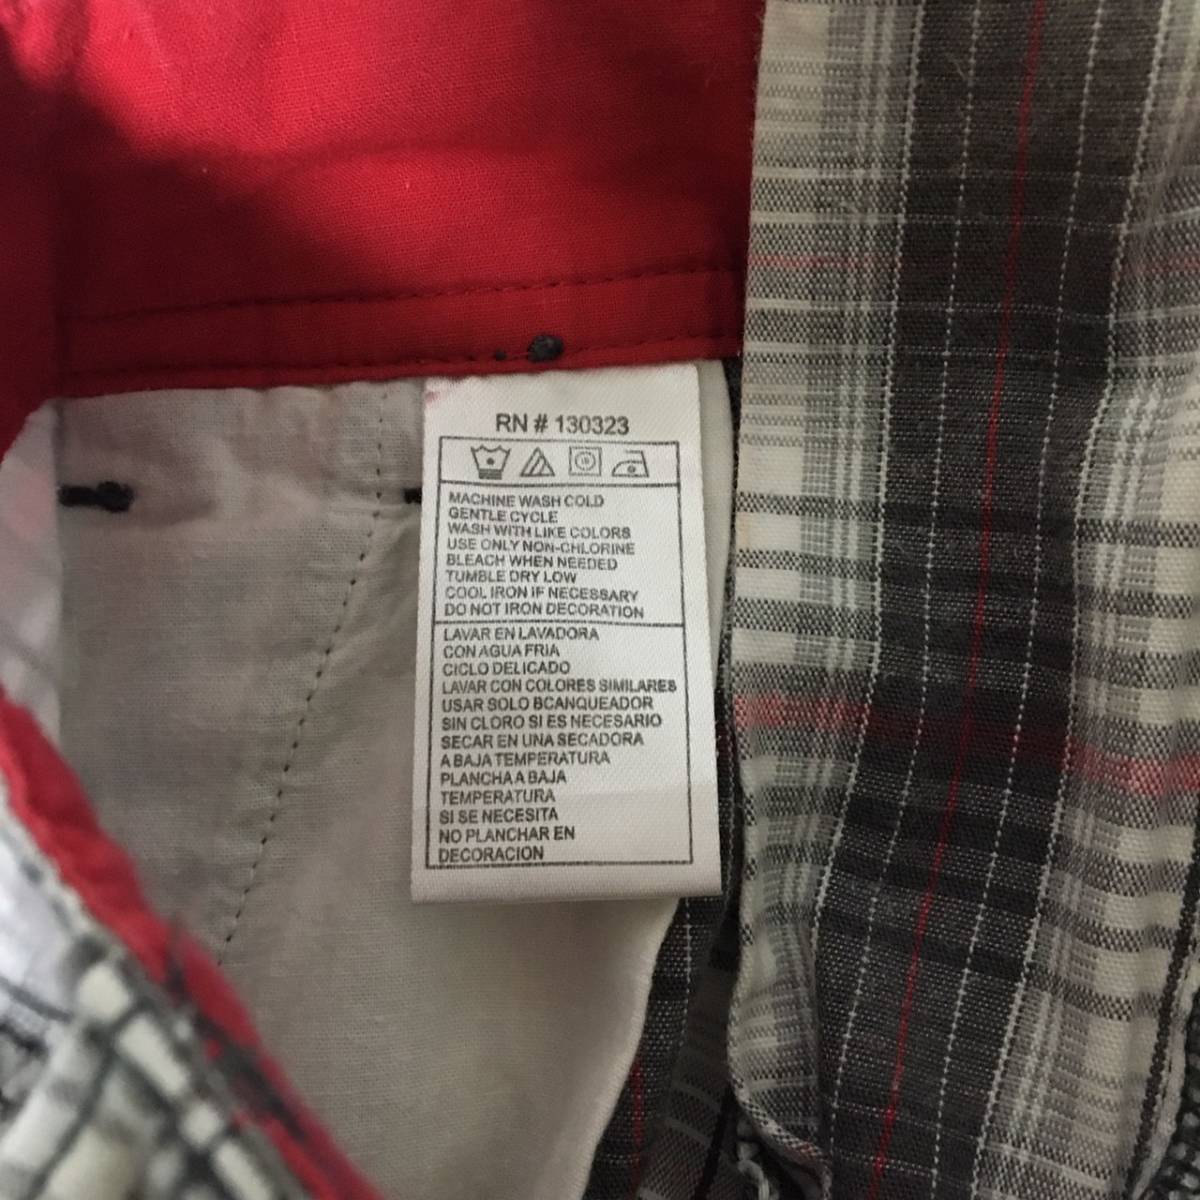 RN # 130323
MACHINE WASH COLD
GENTLE CYCLE
WASH WITH LIKE COLORS
USE ONLY NON-CHLORINE
BLEACH WHEN NEEDED
TUMBLE DRY LOW
COOL IRON IF NECESSARY
DO NOT IRON DECORATION
LAVAR EN LAVADORA
CON AGUA FRIA
CICLO DELICADO
LAVAR CON COLORES SIMILARES
USAR SOLO BCANQUEADOR
SIN CLORO SI ES NECESARIO
SECAR EN UNA SECADORA
A BAJA TEMPERATURA
PLANCHA A BAJA
TEMPERATURA
SI SE NECESITA
NO PLANCHAR EN
DECORACION